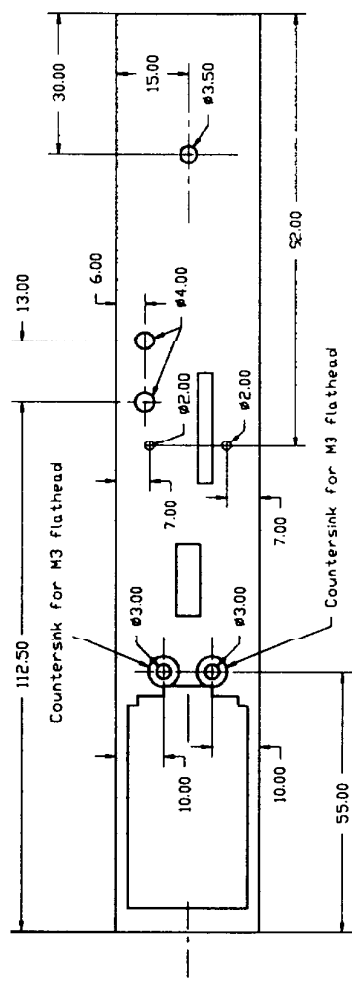 112.50
13.00
30.00
Countersink for M3 flathead
6.00
15.00
ø3.00
ø2.00
ø4.00
ø3.50
10.00
7.00
ø3.00
ø2.00
10.00
7.00
92.00
Countersink for M3 flathead
55.00